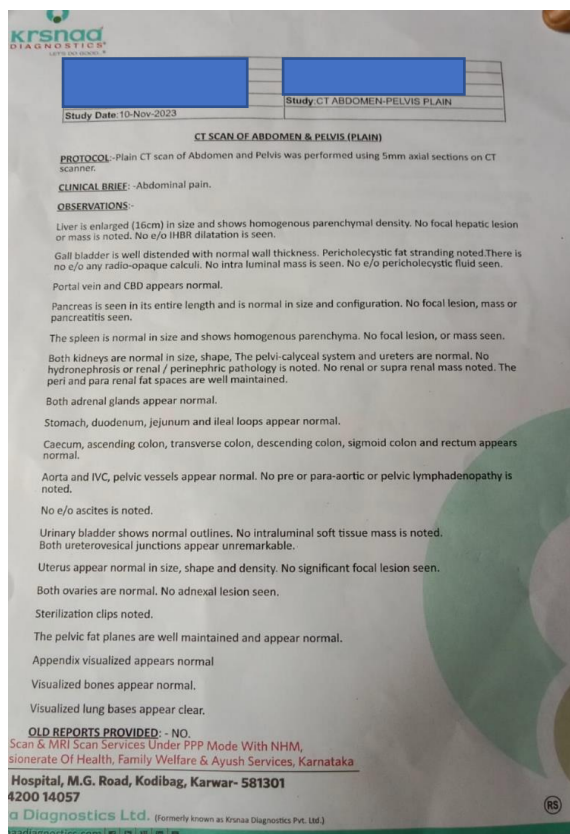 Krsnaa
DIAGNOSTICS
LET'S DO GOOD.
Study:CT ABDOMEN-PELVIS PLAIN
Study Date:10-Nov-2023
CT SCAN OF ABDOMEN & PELVIS (PLAIN)
PROTOCOL:-Plain CT scan of Abdomen and Pelvis was performed using 5mm axial sections on CT
scanner.
CLINICAL BRIEF: -Abdominal pain.
OBSERVATIONS:-
Liver is enlarged (16cm) in size and shows homogenous parenchymal density. No focal hepatic lesion
or mass is noted. No e/o IHBR dilatation is seen.
Gall bladder is well distended with normal wall thickness. Pericholecystic fat stranding noted.There is
no e/o any radio-opaque calculi. No intra luminal mass is seen. No e/o pericholecystic fluid seen.
Portal vein and CBD appears normal.
Pancreas is seen in its entire length and is normal in size and configuration. No focal lesion, mass or
pancreatitis seen.
The spleen is normal in size and shows homogenous parenchyma. No focal lesion, or mass seen.
Both kidneys are normal in size, shape, The pelvi-calyceal system and ureters are normal. No
hydronephrosis or renal / perinephric pathology is noted. No renal or supra renal mass noted. The
peri and para renal fat spaces are well maintained.
Both adrenal glands appear normal.
Stomach, duodenum, jejunum and ileal loops appear normal.
Caecum, ascending colon, transverse colon, descending colon, sigmoid colon and rectum appears
normal.
Aorta and IVC, pelvic vessels appear normal. No pre or para-aortic or pelvic lymphadenopathy is
noted.
No e/o ascites is noted.
Urinary bladder shows normal outlines. No intraluminal soft tissue mass is noted.
Both ureterovesical junctions appear unremarkable.
Uterus appear normal in size, shape and density. No significant focal lesion seen.
Both ovaries are normal. No adnexal lesion seen.
Sterilization clips noted.
The pelvic fat planes are well maintained and appear normal.
Appendix visualized appears normal
Visualized bones appear normal.
Visualized lung bases appear clear.
OLD REPORTS PROVIDED: - NO.
Scan & MRI Scan Services Under PPP Mode With NHM,
sionerate Of Health, Family Welfare & Ayush Services, Karnataka
Hospital, M.G. Road, Kodibag, Karwar- 581301
4200 14057
a Diagnostics Ltd. (Formerly known as Krsnaa Diagnostics Pvt. Ltd.)
RS